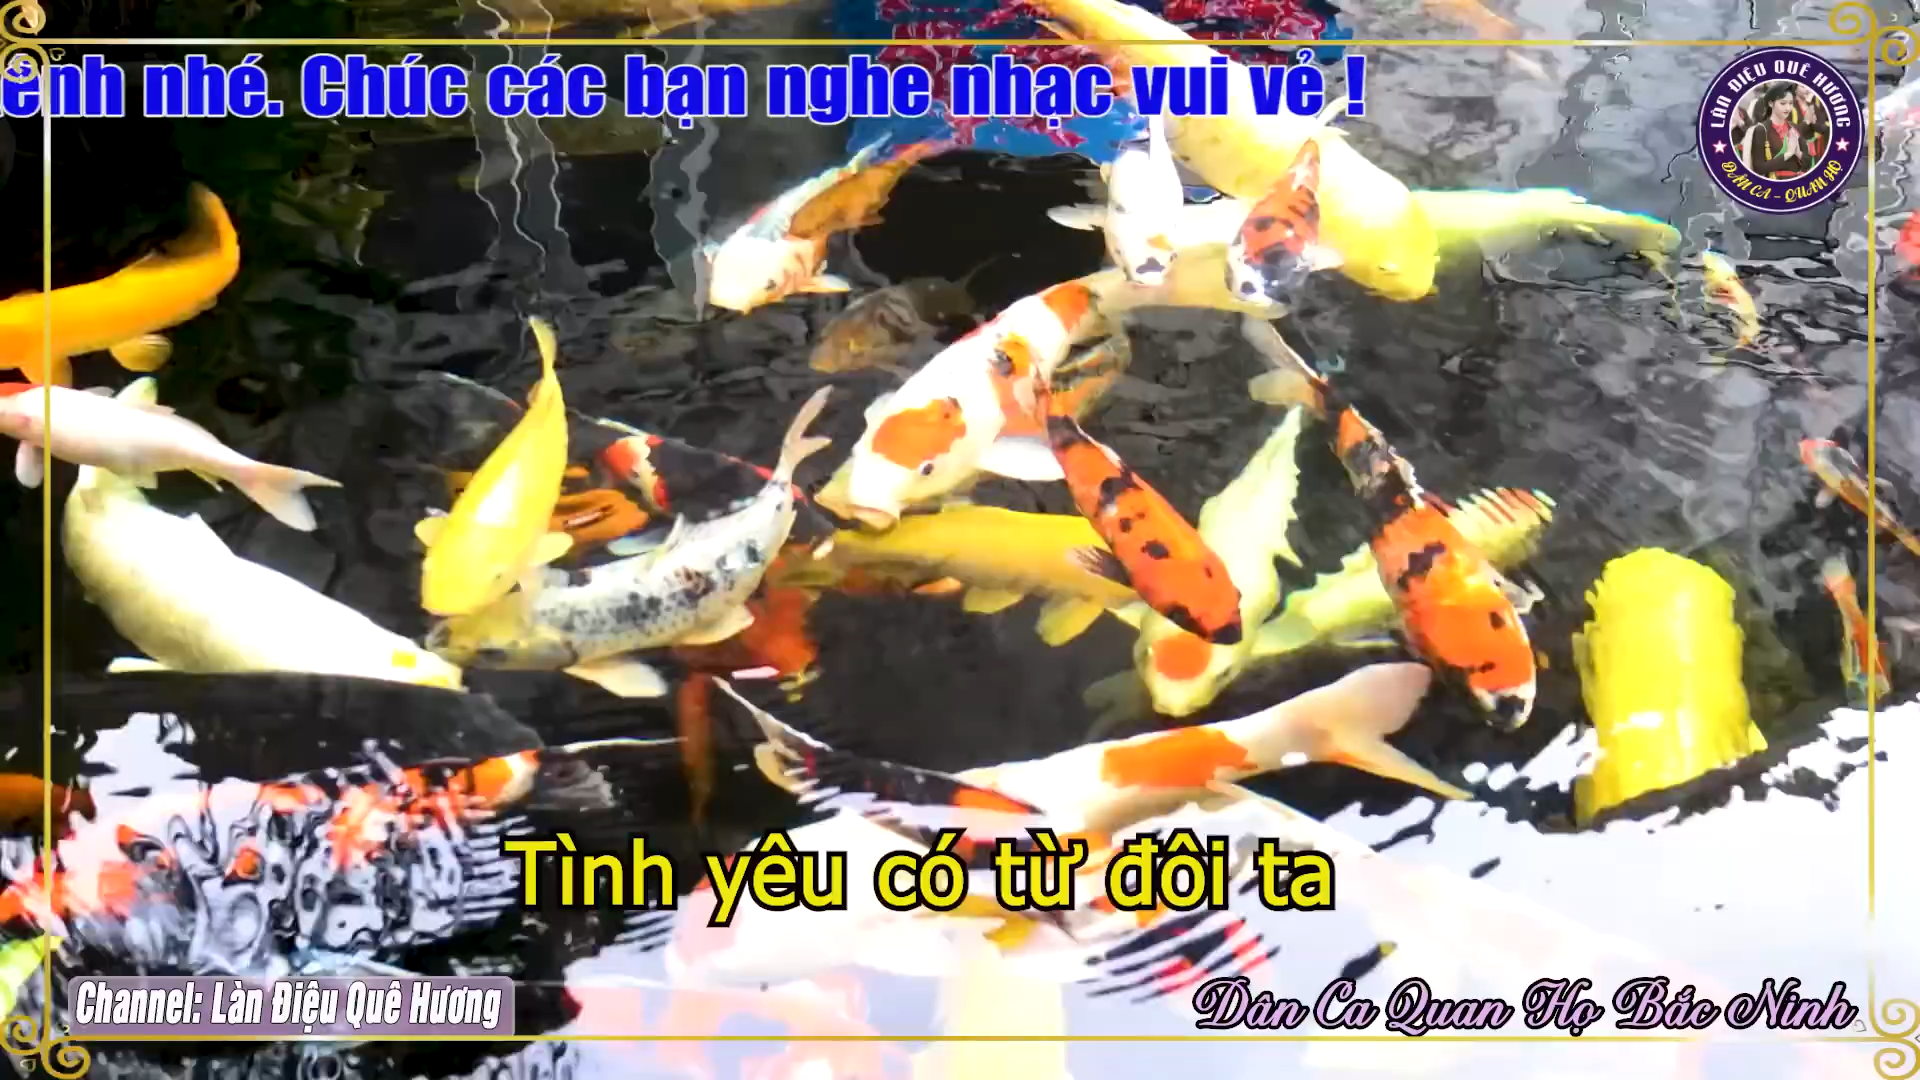 ênh nhé. Chúc các bạn nghe nhạc vui vẻ !
LÀN ĐIỆU QUÊ HƯƠNG
DÂN CA - QUAN HỌ
Tình yêu có từ đôi ta
Channel: Làn Điệu Quê Hương
Dân Ca Quan Họ Bắc Ninh